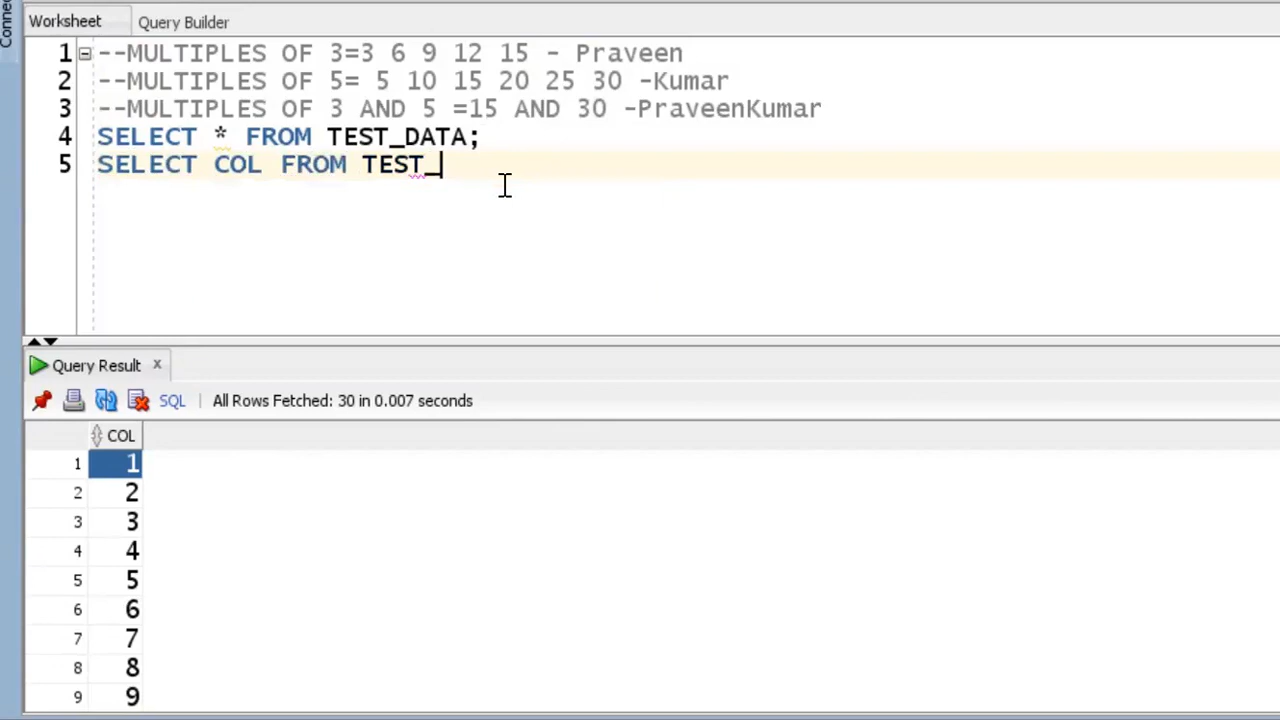 Connec
Worksheet
Query Builder
1 --MULTIPLES OF 3=3 6 9 12 15 - Praveen
2 --MULTIPLES OF 5= 5 10 15 20 25 30 -Kumar
3 --MULTIPLES OF 3 AND 5 =15 AND 30 -PraveenKumar
4 SELECT * FROM TEST_DATA;
5 SELECT COL FROM TEST_
Query Result x
SQL | All Rows Fetched: 30 in 0.007 seconds
COL
1 1
2 2
3 3
4 4
5 5
6 6
7 7
8 8
9 9